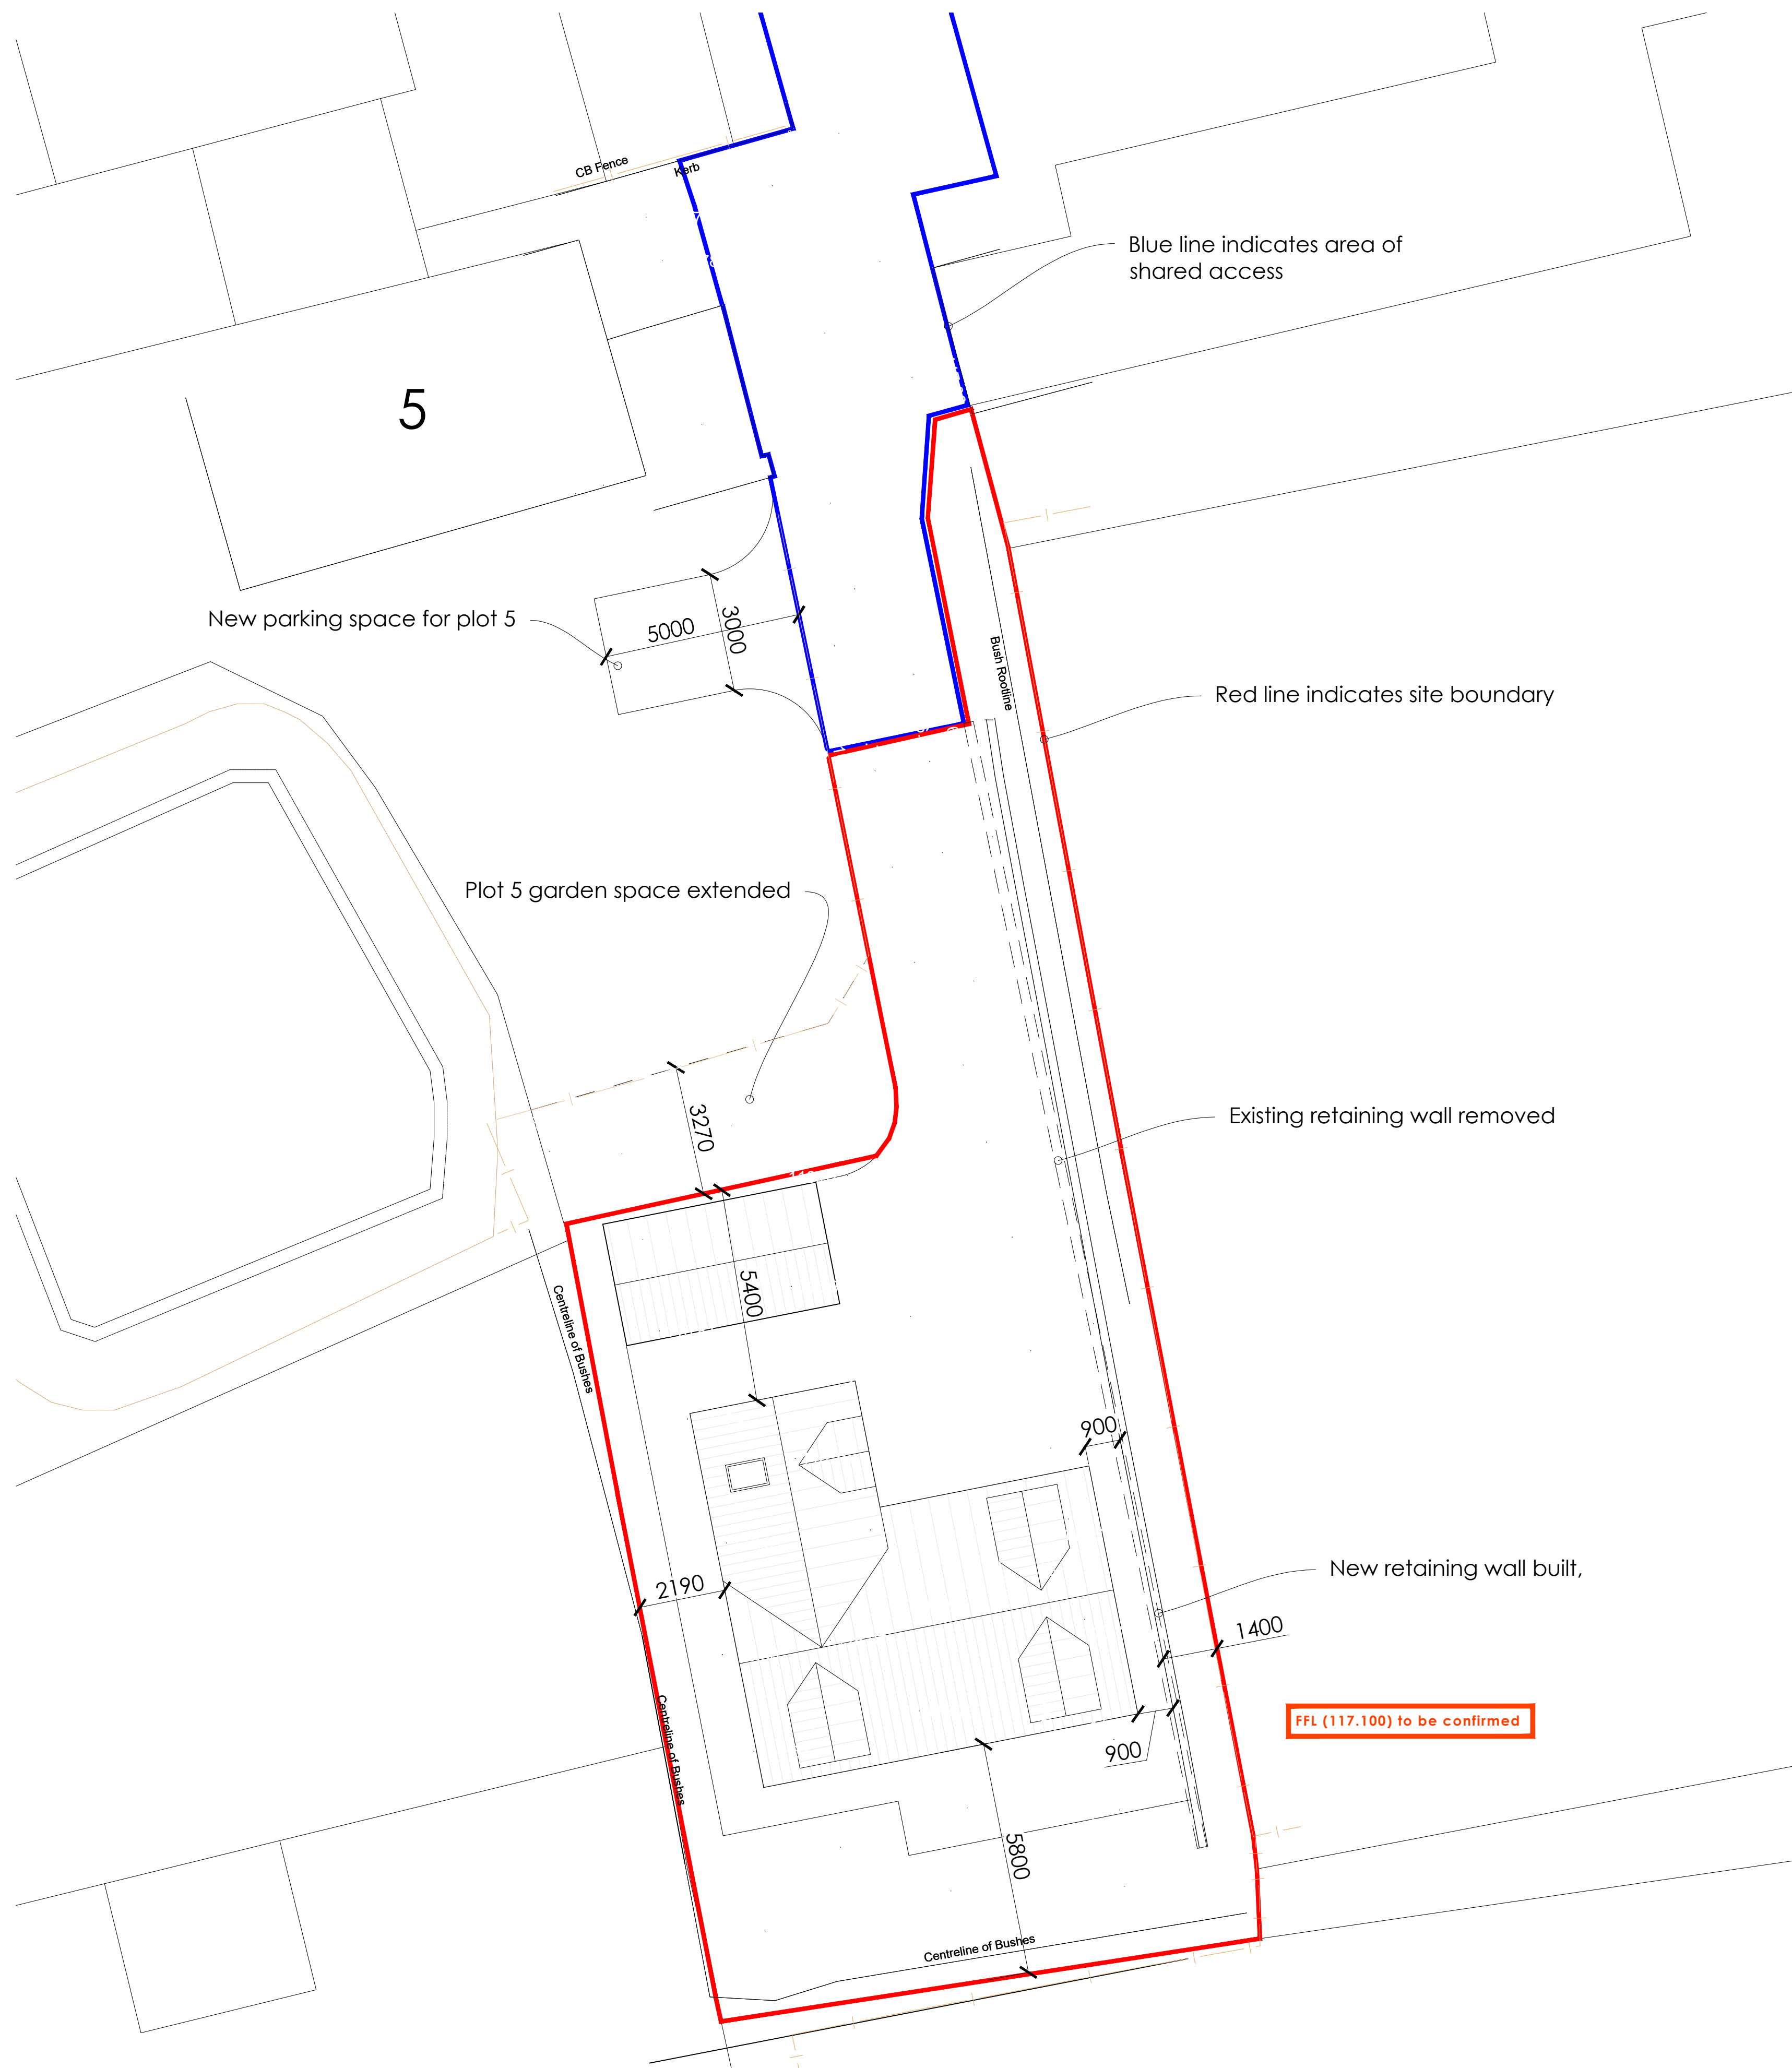 CB Fence
Kerb
Blue line indicates area of
shared access
5
New parking space for plot 5
5000
3000
Bush Rootline
Red line indicates site boundary
Plot 5 garden space extended
3270
Existing retaining wall removed
5400
Centreline of Bushes
900
New retaining wall built,
2190
1400
Centreline of Bushes
FFL (117.100) to be confirmed
900
5800
Centreline of Bushes